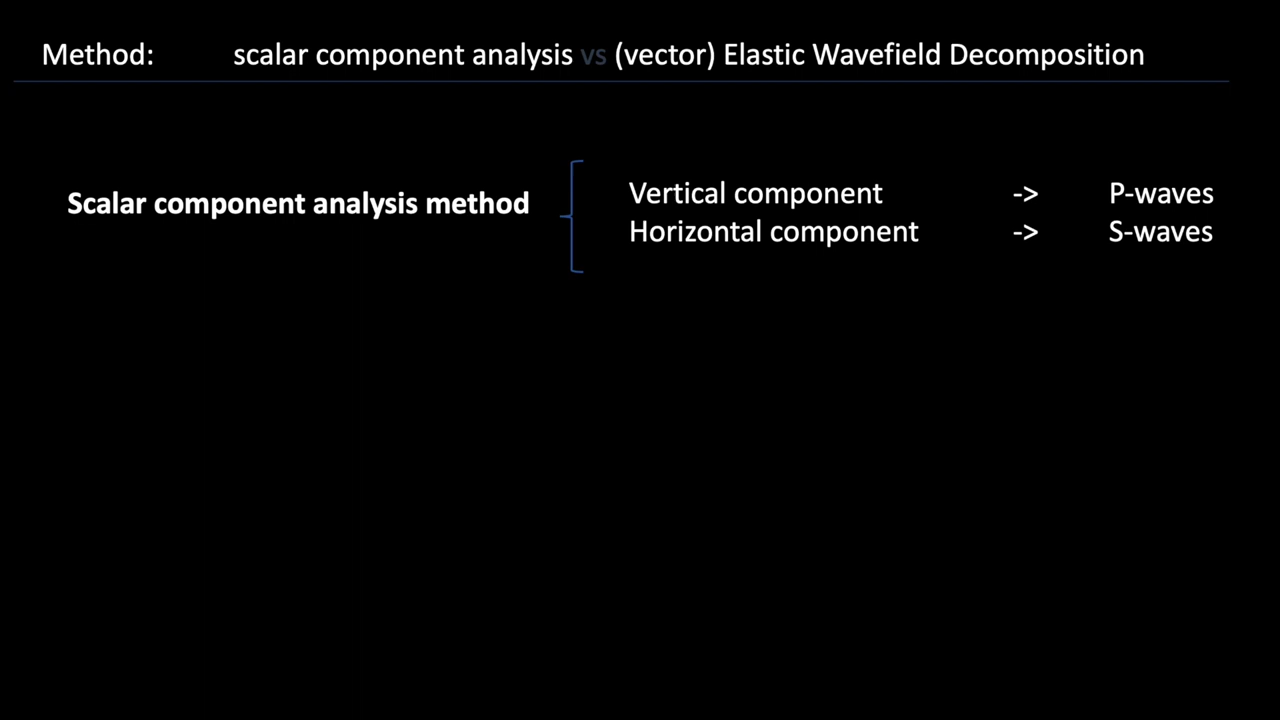 Method: scalar component analysis vs (vector) Elastic Wavefield Decomposition
Scalar component analysis method
Vertical component -> P-waves
Horizontal component -> S-waves